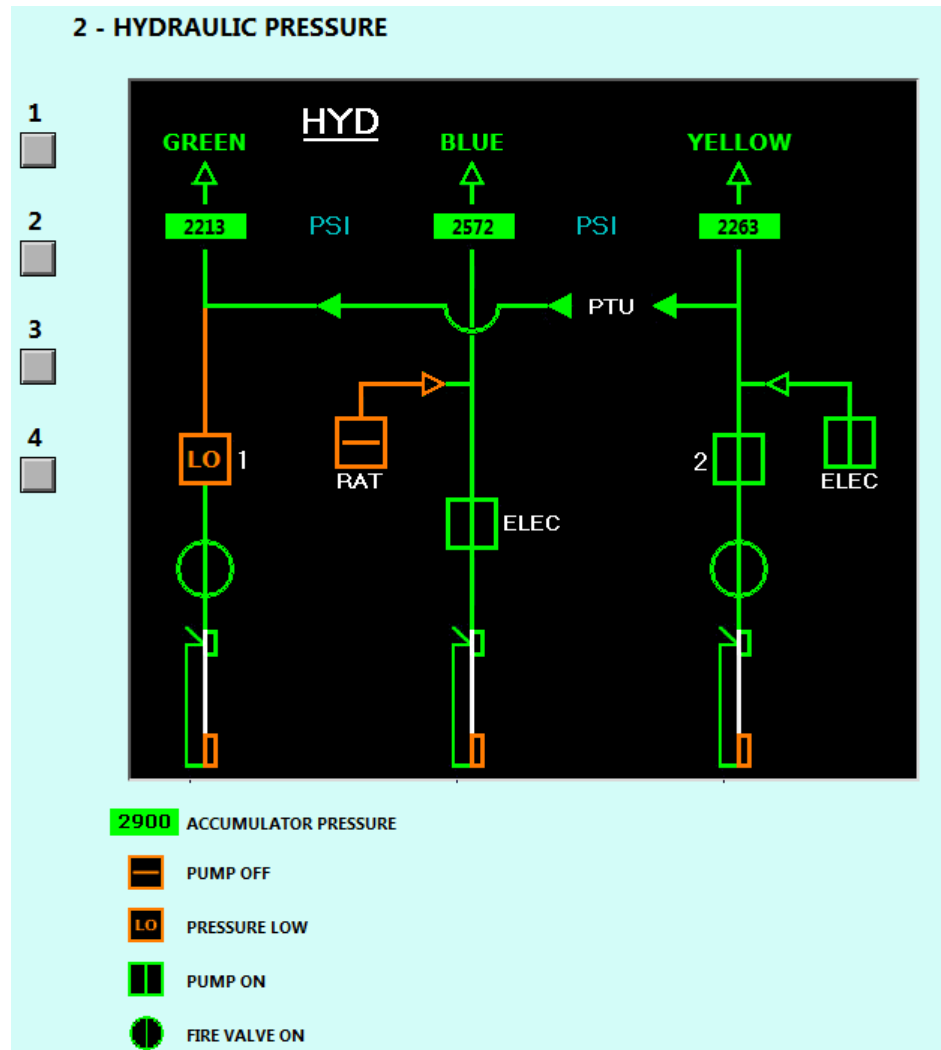 2 - HYDRAULIC PRESSURE
1
HYD
GREEN BLUE YELLOW
2213 PSI 2572 PSI 2263
2
PTU
3
4
LO 1 RAT 2 ELEC
ELEC
2900 ACCUMULATOR PRESSURE
PUMP OFF
LO PRESSURE LOW
PUMP ON
FIRE VALVE ON